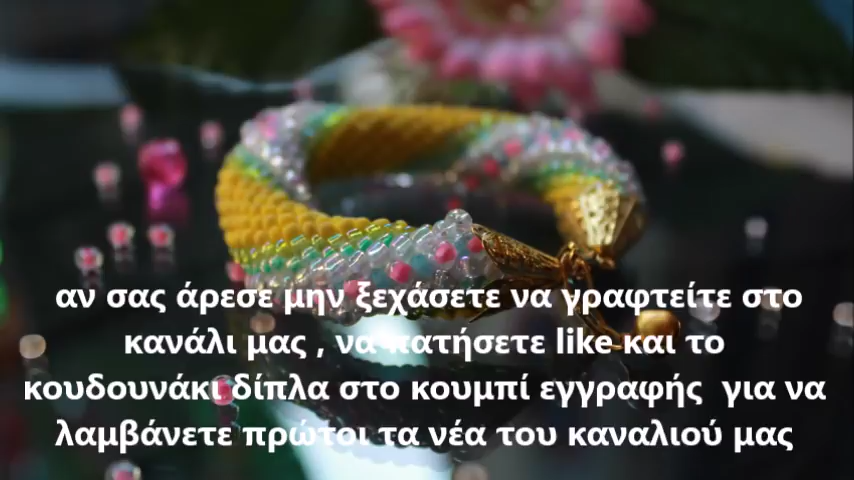 αν σας άρεσε μην ξεχάσετε να γραφτείτε στο
κανάλι μας , να πατήσετε like και το
κουδουνάκι δίπλα στο κουμπί εγγραφής για να
λαμβάνετε πρώτοι τα νέα του καναλιού μας